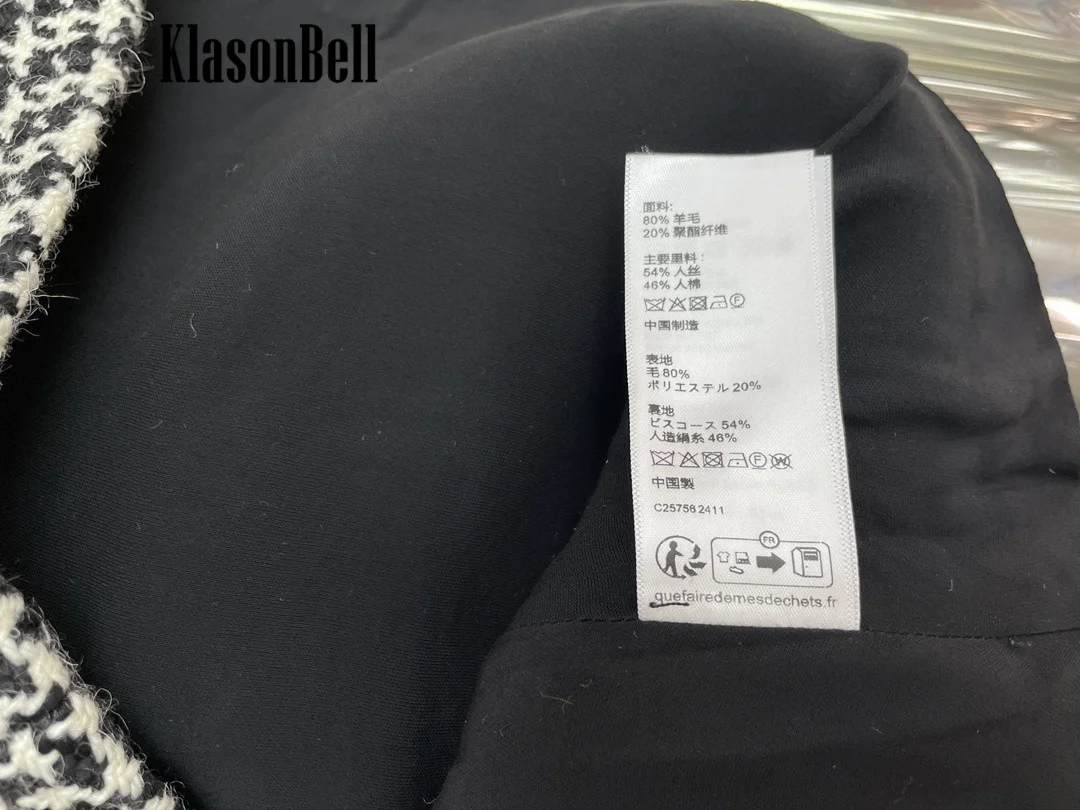 KlasonBell
面料:
80% 羊毛
20% 聚酯纤维
主要里料:
54% 人丝
46% 人棉
中国制造
表地
毛 80%
ポリエステル 20%
裏地
ビスコース 54%
人造絹糸 46%
中国製
C257562411
FR
quefairedemesdechets.fr